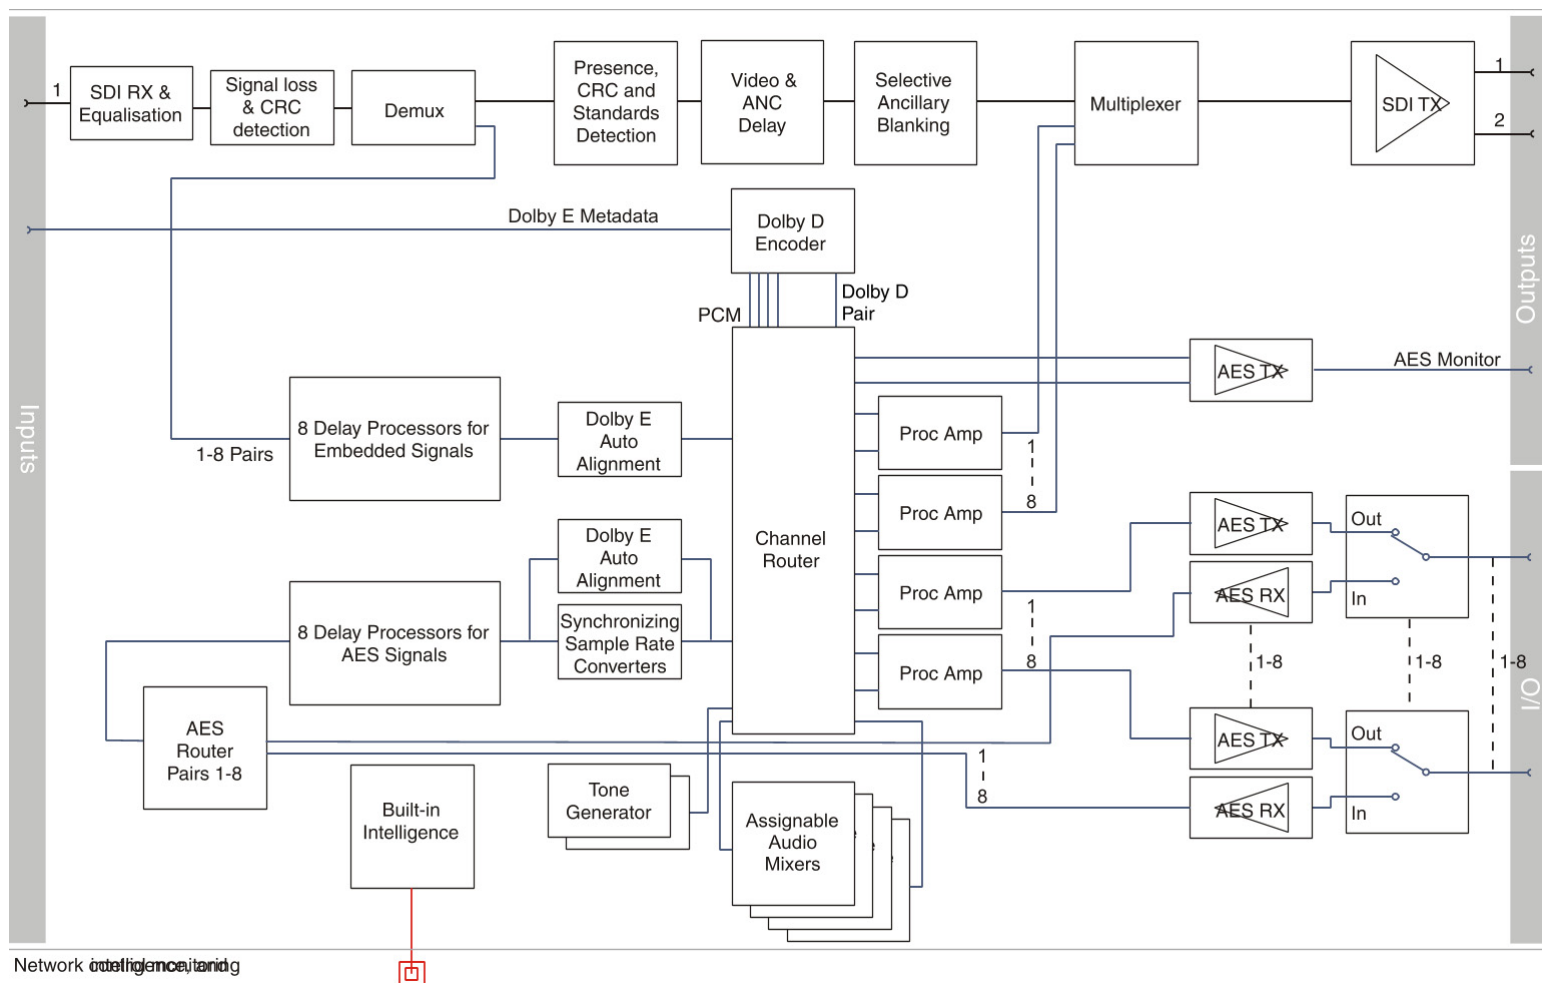 1
SDI RX &
Equalisation
Signal loss
& CRC
detection
Demux
Presence,
CRC and
Standards
Detection
Video &
ANC
Delay
Selective
Ancillary
Blanking
Multiplexer
SDI TX
1
2
Dolby E Metadata
Dolby D
Encoder
PCM
Dolby D
Pair
Inputs
Outputs
I/O
AES TX
AES Monitor
1-8 Pairs
8 Delay Processors for
Embedded Signals
Dolby E
Auto
Alignment
Channel
Router
Proc Amp
1
8
Proc Amp
Dolby E
Auto
Alignment
8 Delay Processors for
AES Signals
Synchronizing
Sample Rate
Converters
Proc Amp
1
8
Proc Amp
AES TX
Out
AES RX
In
1-8
1-8
1-8
AES TX
Out
AES RX
In
AES
Router
Pairs 1-8
1
8
Built-in
Intelligence
Tone
Generator
Assignable
Audio
Mixers
Network